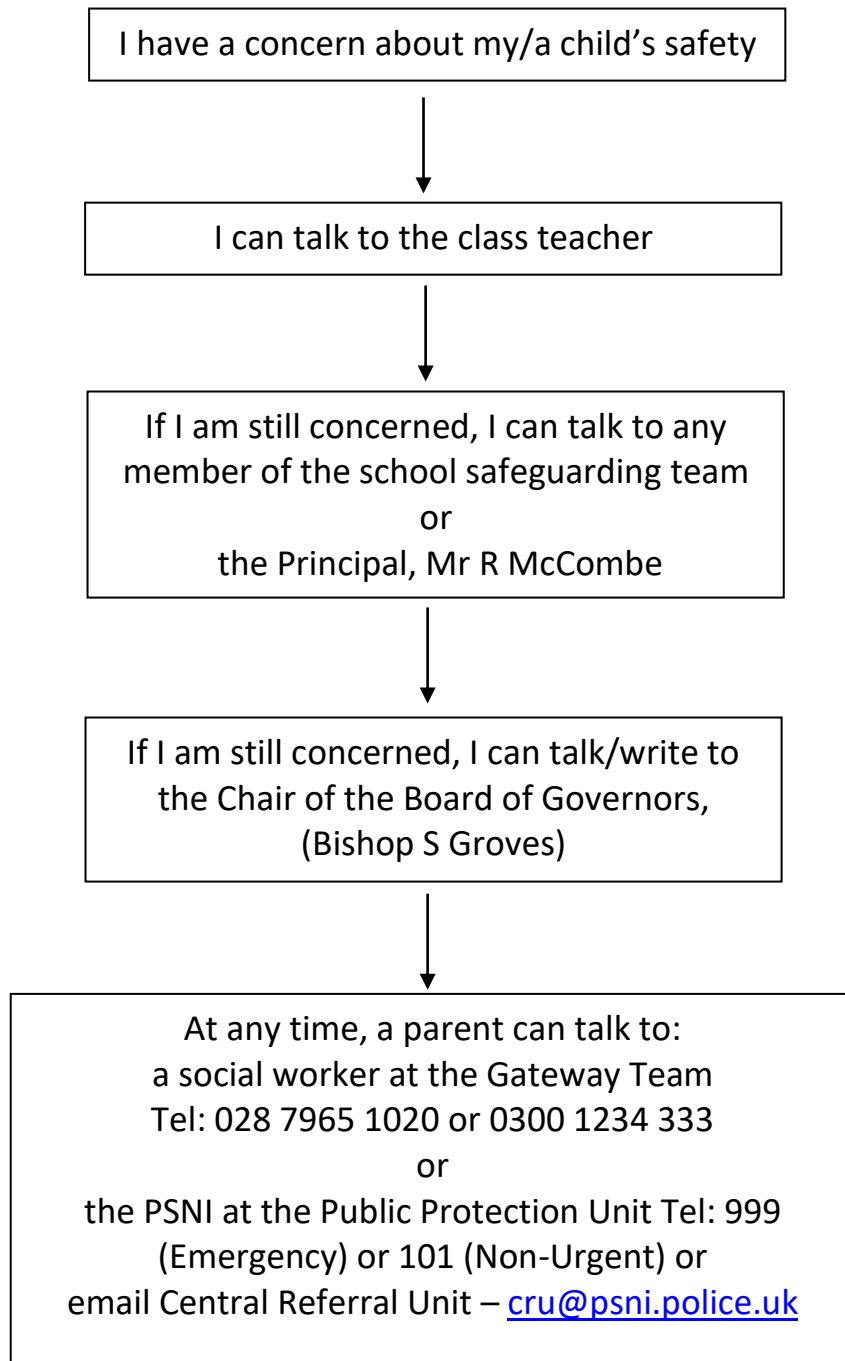 I have a concern about my/a child’s safety
I can talk to the class teacher
If I am still concerned, I can talk to any
member of the school safeguarding team
or
the Principal, Mr R McCombe
If I am still concerned, I can talk/write to
the Chair of the Board of Governors,
(Bishop S Groves)
At any time, a parent can talk to:
a social worker at the Gateway Team
Tel: 028 7965 1020 or 0300 1234 333
or
the PSNI at the Public Protection Unit Tel: 999
(Emergency) or 101 (Non-Urgent) or
email Central Referral Unit – cru@psni.police.uk